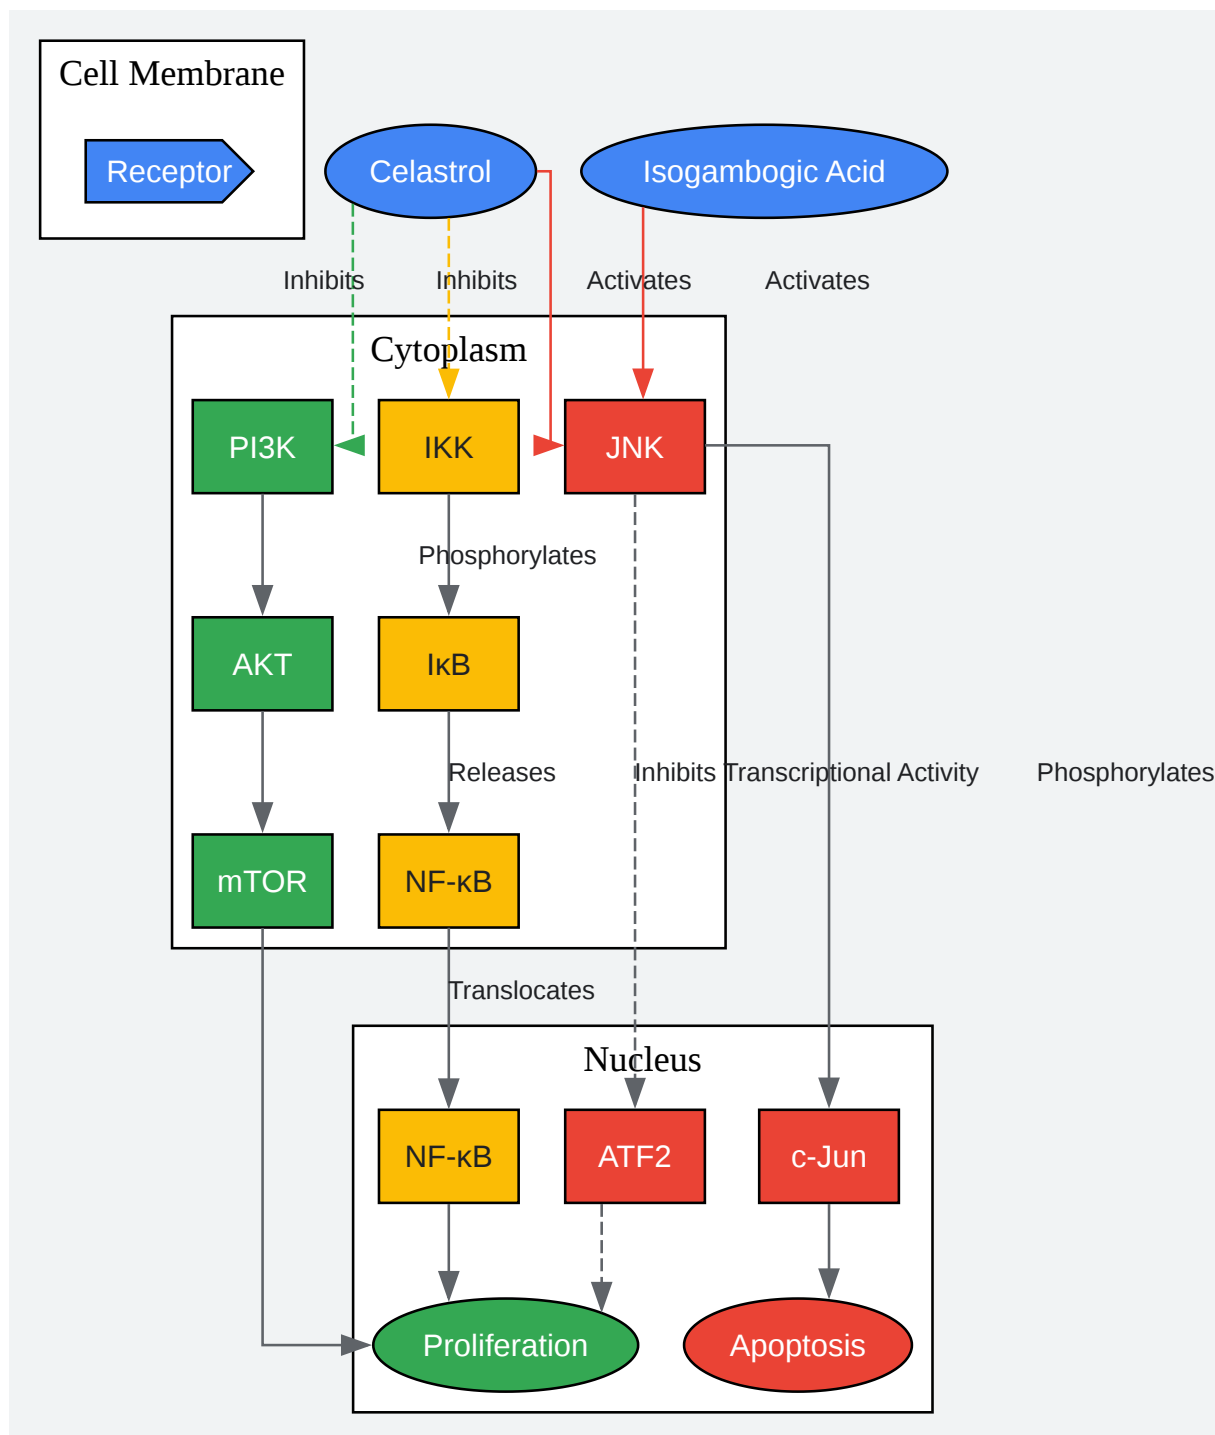 Cell Membrane
Receptor
Celastrol
Isogambogic Acid
Inhibits
Inhibits
Activates
Activates
Cytoplasm
PI3K
IKK
JNK
Phosphorylates
AKT
IκB
Releases
Inhibits Transcriptional Activity
Phosphorylates
mTOR
NF-κB
Translocates
Nucleus
NF-κB
ATF2
c-Jun
Proliferation
Apoptosis